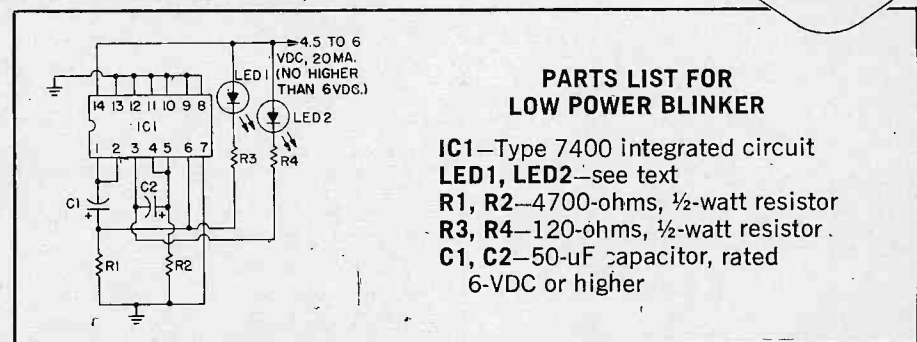 4.5 TO 6
VDC, 20MA.
(NO HIGHER
THAN 6VDC.)
LED1
LED2
14 13 12 11 10 9 8
IC1
1 2 3 4 5 6 7
R3
R4
C1
+
C2
+
R1
R2
PARTS LIST FOR
LOW POWER BLINKER
IC1—Type 7400 integrated circuit
LED1, LED2—see text
R1, R2—4700-ohms, ½-watt resistor
R3, R4—120-ohms, ½-watt resistor.
C1, C2—50-uF capacitor, rated
6-VDC or higher